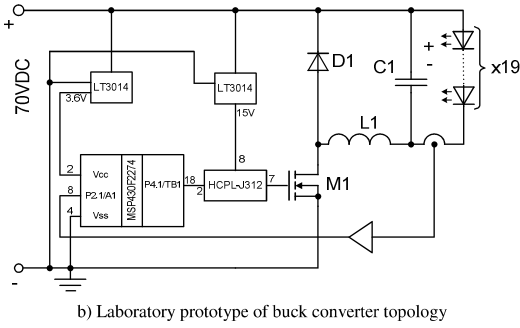 +
70VDC
-
LT3014
3.6V
LT3014
15V
D1
C1
+
-
x19
L1
2
Vcc
8
P2.1/A1
4
Vss
MSP430F2274
P4.1/TB1
18
2
8
HCPL-J312
7
M1
b) Laboratory prototype of buck converter topology